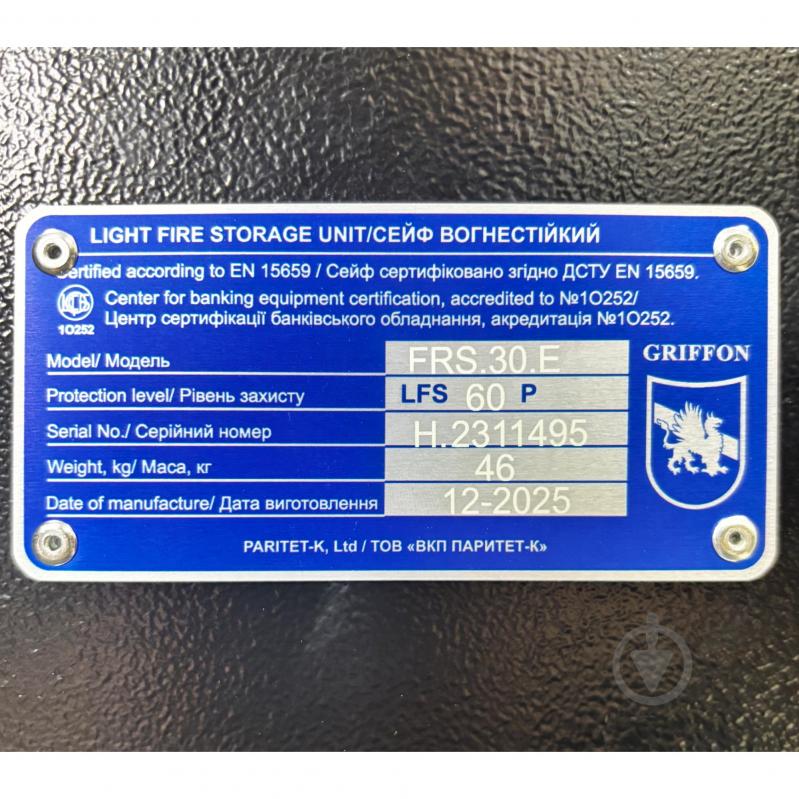 LIGHT FIRE STORAGE UNIT/СЕЙФ ВОГНЕСТІЙКИЙ
Certified according to EN 15659 / Сейф сертифіковано згідно ДСТУ EN 15659.
Center for banking equipment certification, accredited to №1O252/
Центр сертифікації банківського обладнання, акредитація №1O252.
1O252
Model/ Модель FRS.30.E
GRIFFON
Protection level/ Рівень захисту LFS 60 P
Serial No./ Серійний номер H.2311495
Weight, kg/ Маса, кг 46
Date of manufacture/ Дата виготовлення 12-2025
PARITET-K, Ltd / ТОВ «ВКП ПАРИТЕТ-К»